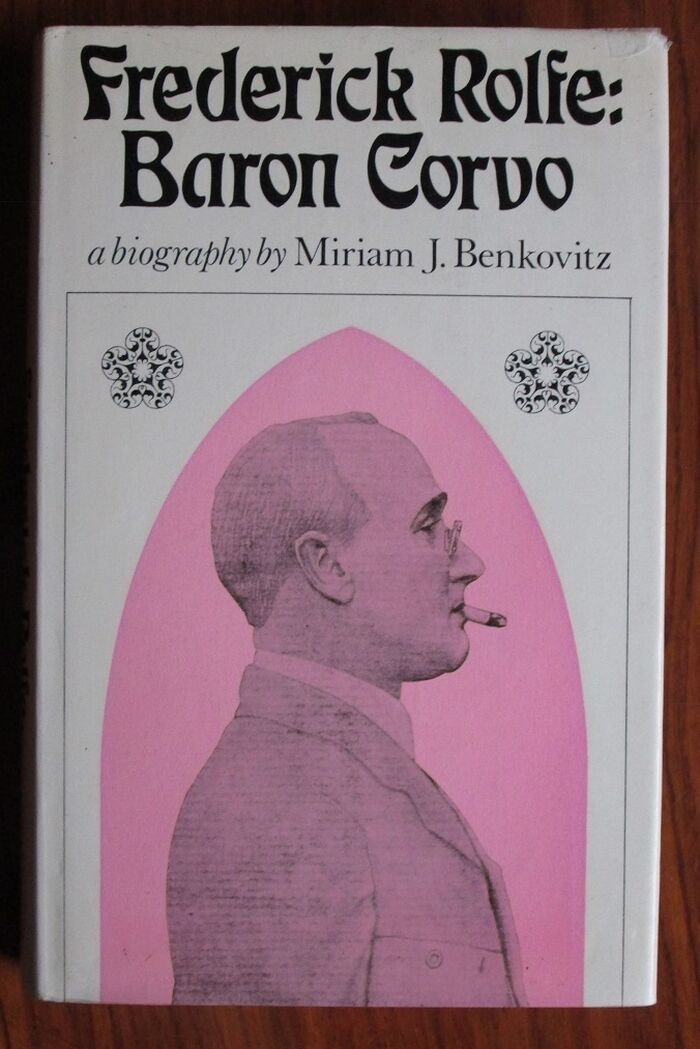 Frederick Rolfe:
Baron Corvo
a biography by Miriam J. Benkovitz